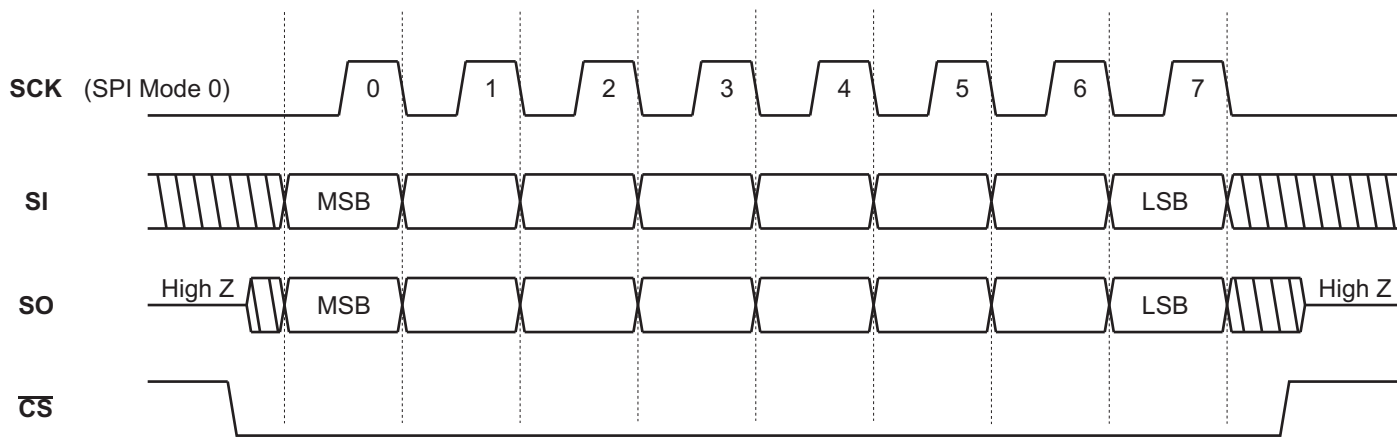 SCK (SPI Mode 0) 0 1 2 3 4 5 6 7
SI MSB LSB
SO High Z MSB LSB High Z
C̅S̅